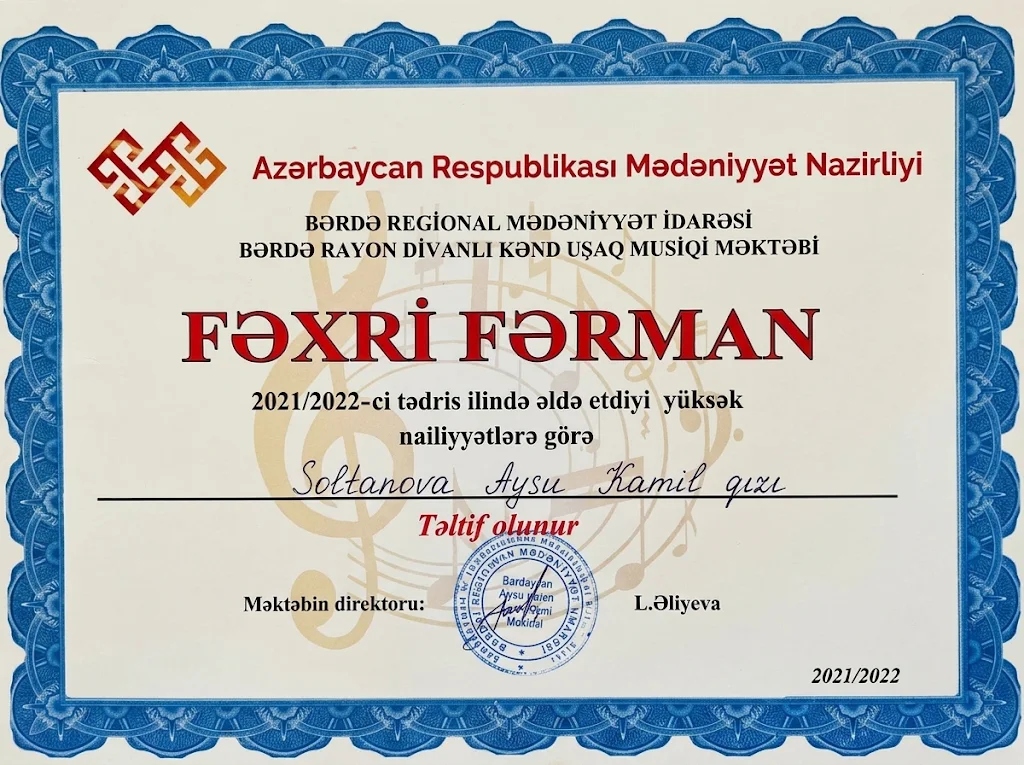 Azərbaycan Respublikası Mədəniyyət Nazirliyi
BƏRDƏ REGİONAL MƏDƏNİYYƏT İDARƏSİ
BƏRDƏ RAYON DİVANLI KƏND UŞAQ MUSİQİ MƏKTƏBİ
FƏXRİ FƏRMAN
2021/2022-ci tədris ilində əldə etdiyi yüksək
nailiyyətlərə görə
Soltanova Aysu Kamil qızı
Təltif olunur
Məktəbin direktoru:
L.Əliyeva
2021/2022